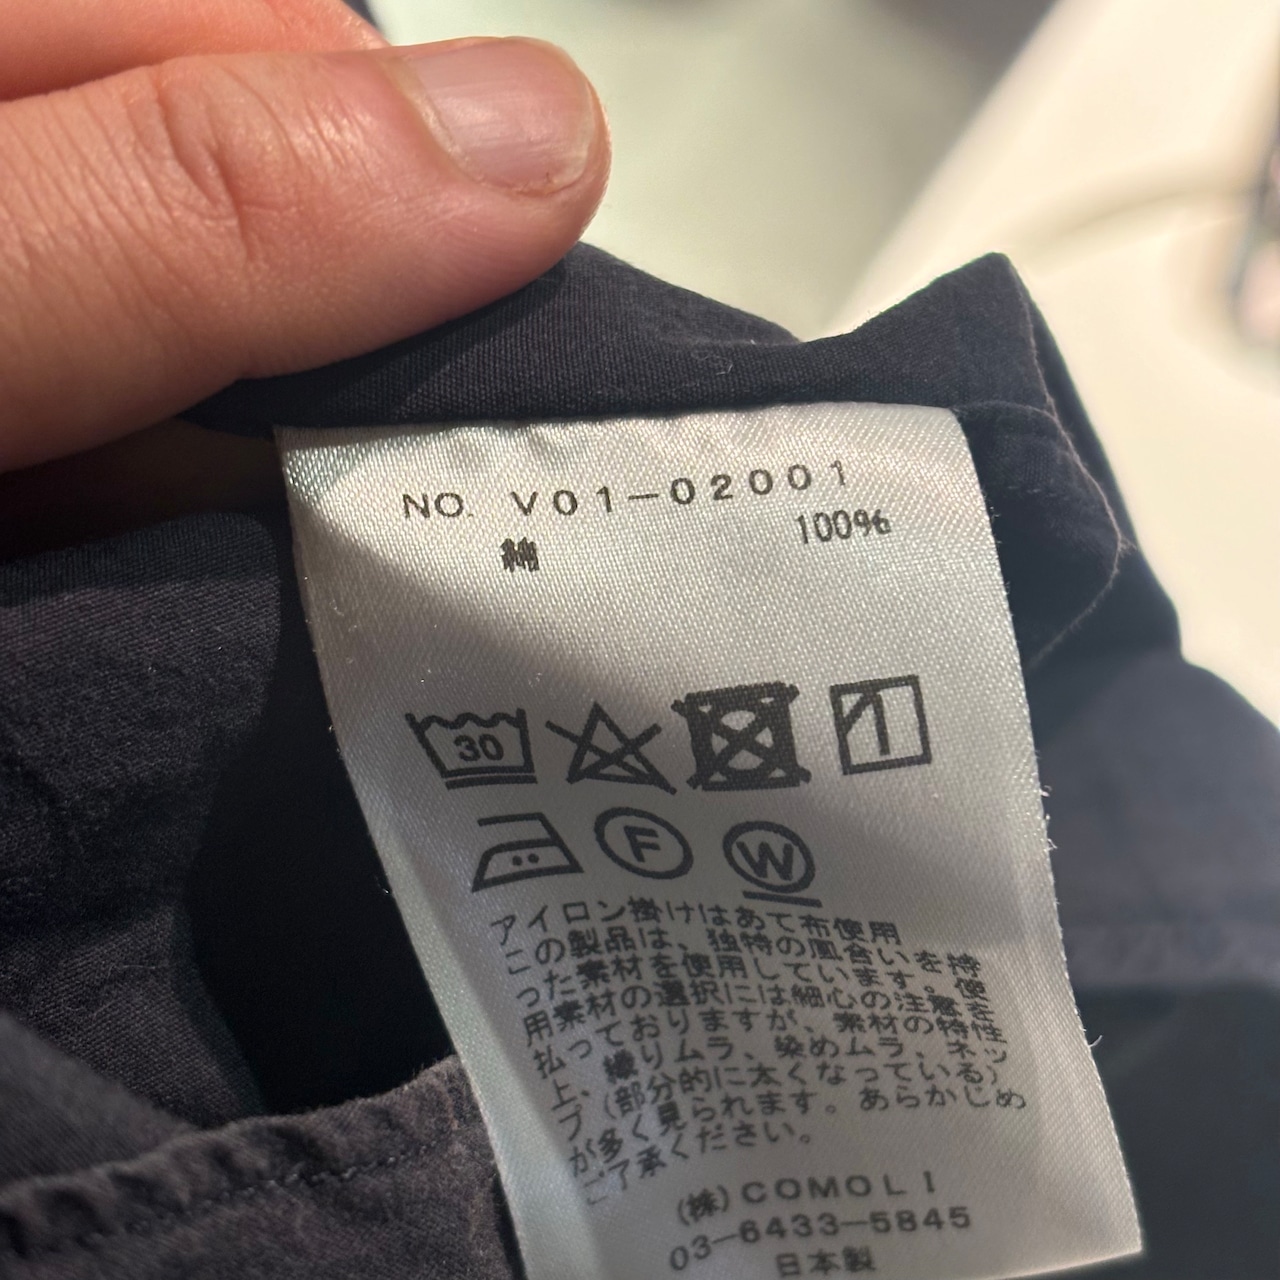 NO. V01-02001
綿 100%
30
F
W
アイロン掛けはあて布使用
この製品は、独特の風合いを持
った素材を使用しています。使
用素材の選択には細心の注意を
払っておりますが、素材の特性
上、織りムラ、染めムラ、ネッ
プ(部分的に太くなっている)
が多く見られます。あらかじめ
ご了承ください。
(株)COMOLI
03-6433-5845
日本製